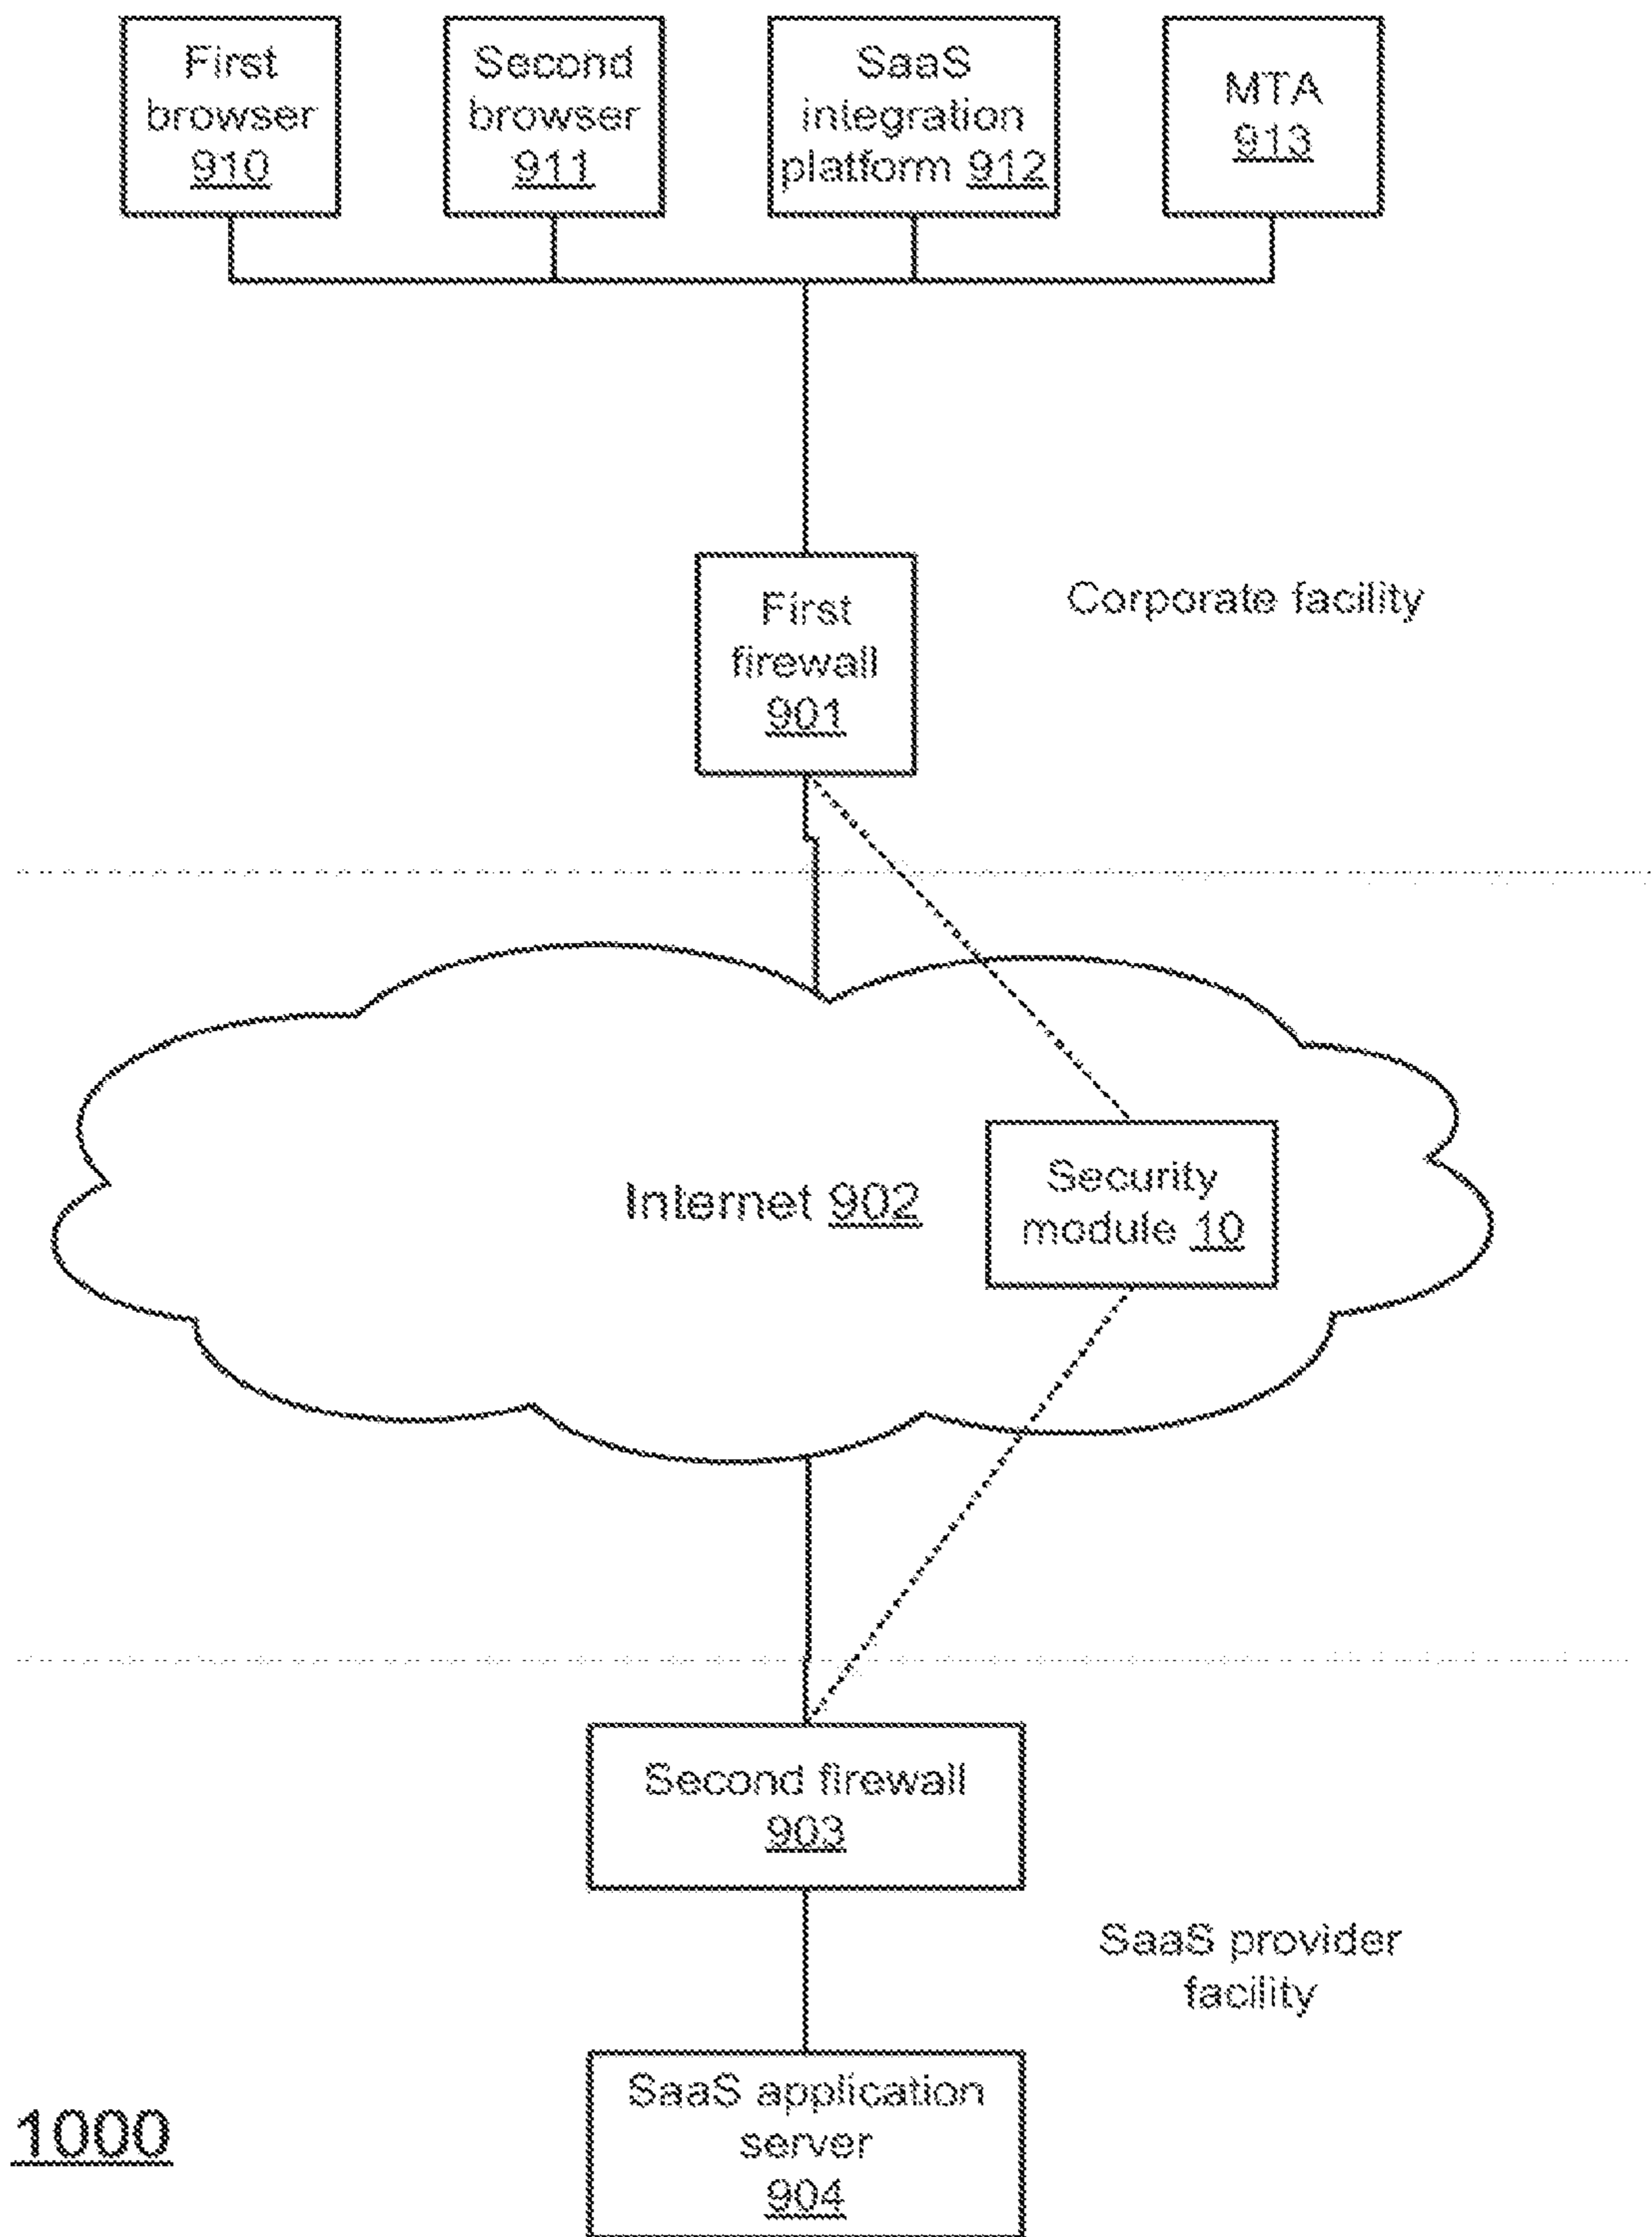 First
browser
910
Second
browser
911
SaaS
integration
platform 912
MTA
913
First
firewall
901
Corporate facility
Internet 902
Security
module 10
Second firewall
903
SaaS provider
facility
SaaS application
server
904
1000